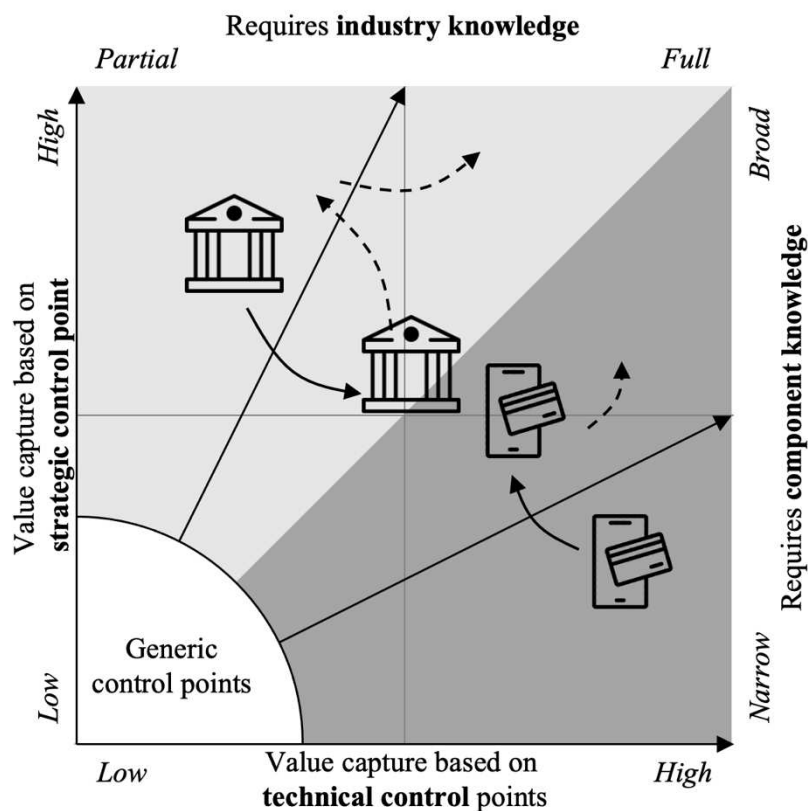 Requires industry knowledge
Partial
Full
High
Broad
Value capture based on
strategic control point
Requires component knowledge
Generic
control points
Low
Narrow
Low
Value capture based on
technical control points
High